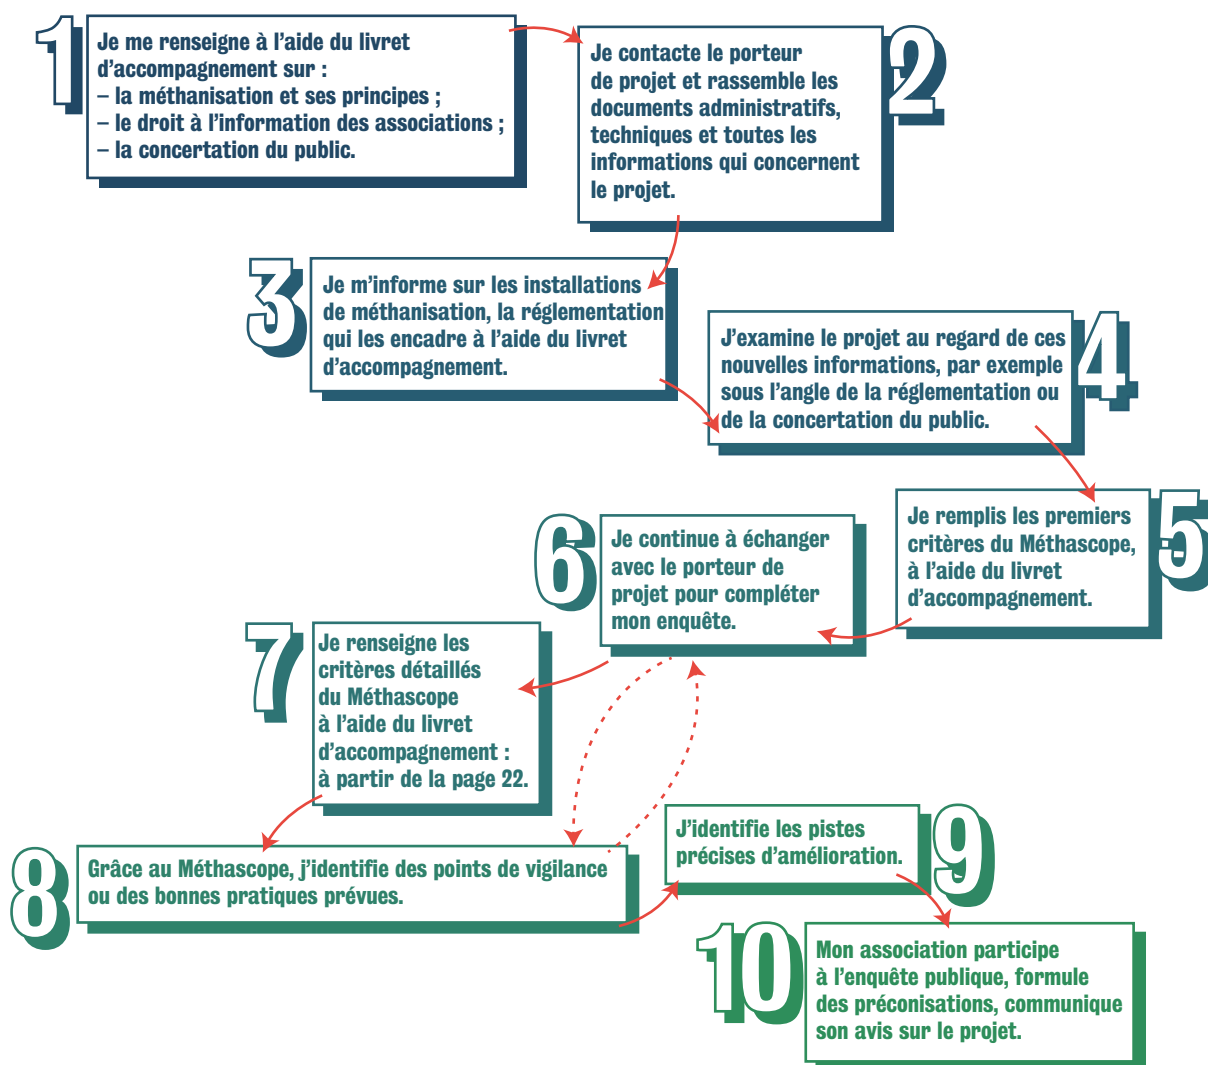 1
Je me renseigne à l’aide du livret
d’accompagnement sur :
– la méthanisation et ses principes ;
– le droit à l’information des associations ;
– la concertation du public.
2
Je contacte le porteur
de projet et rassemble les
documents administratifs,
techniques et toutes les
informations qui concernent
le projet.
3
Je m’informe sur les installations
de méthanisation, la réglementation
qui les encadre à l’aide du livret
d’accompagnement.
4
J’examine le projet au regard de ces
nouvelles informations, par exemple
sous l’angle de la réglementation ou
de la concertation du public.
5
Je remplis les premiers
critères du Méthascope,
à l’aide du livret
d’accompagnement.
6
Je continue à échanger
avec le porteur de
projet pour compléter
mon enquête.
7
Je renseigne les
critères détaillés
du Méthascope
à l’aide du livret
d’accompagnement :
à partir de la page 22.
8
Grâce au Méthascope, j’identifie des points de vigilance
ou des bonnes pratiques prévues.
9
J’identifie les pistes
précises d’amélioration.
10
Mon association participe
à l’enquête publique, formule
des préconisations, communique
son avis sur le projet.